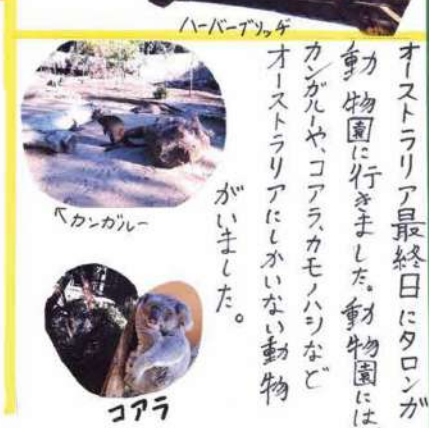 ハーバーブリッヂ
オーストラリア最終日にタロンガ
動物園に行きました。動物園には
カンガルーや、コアラ、カモノハシなど
オーストラリアにしかいない動物
がいました。
↖カンガルー
コアラ